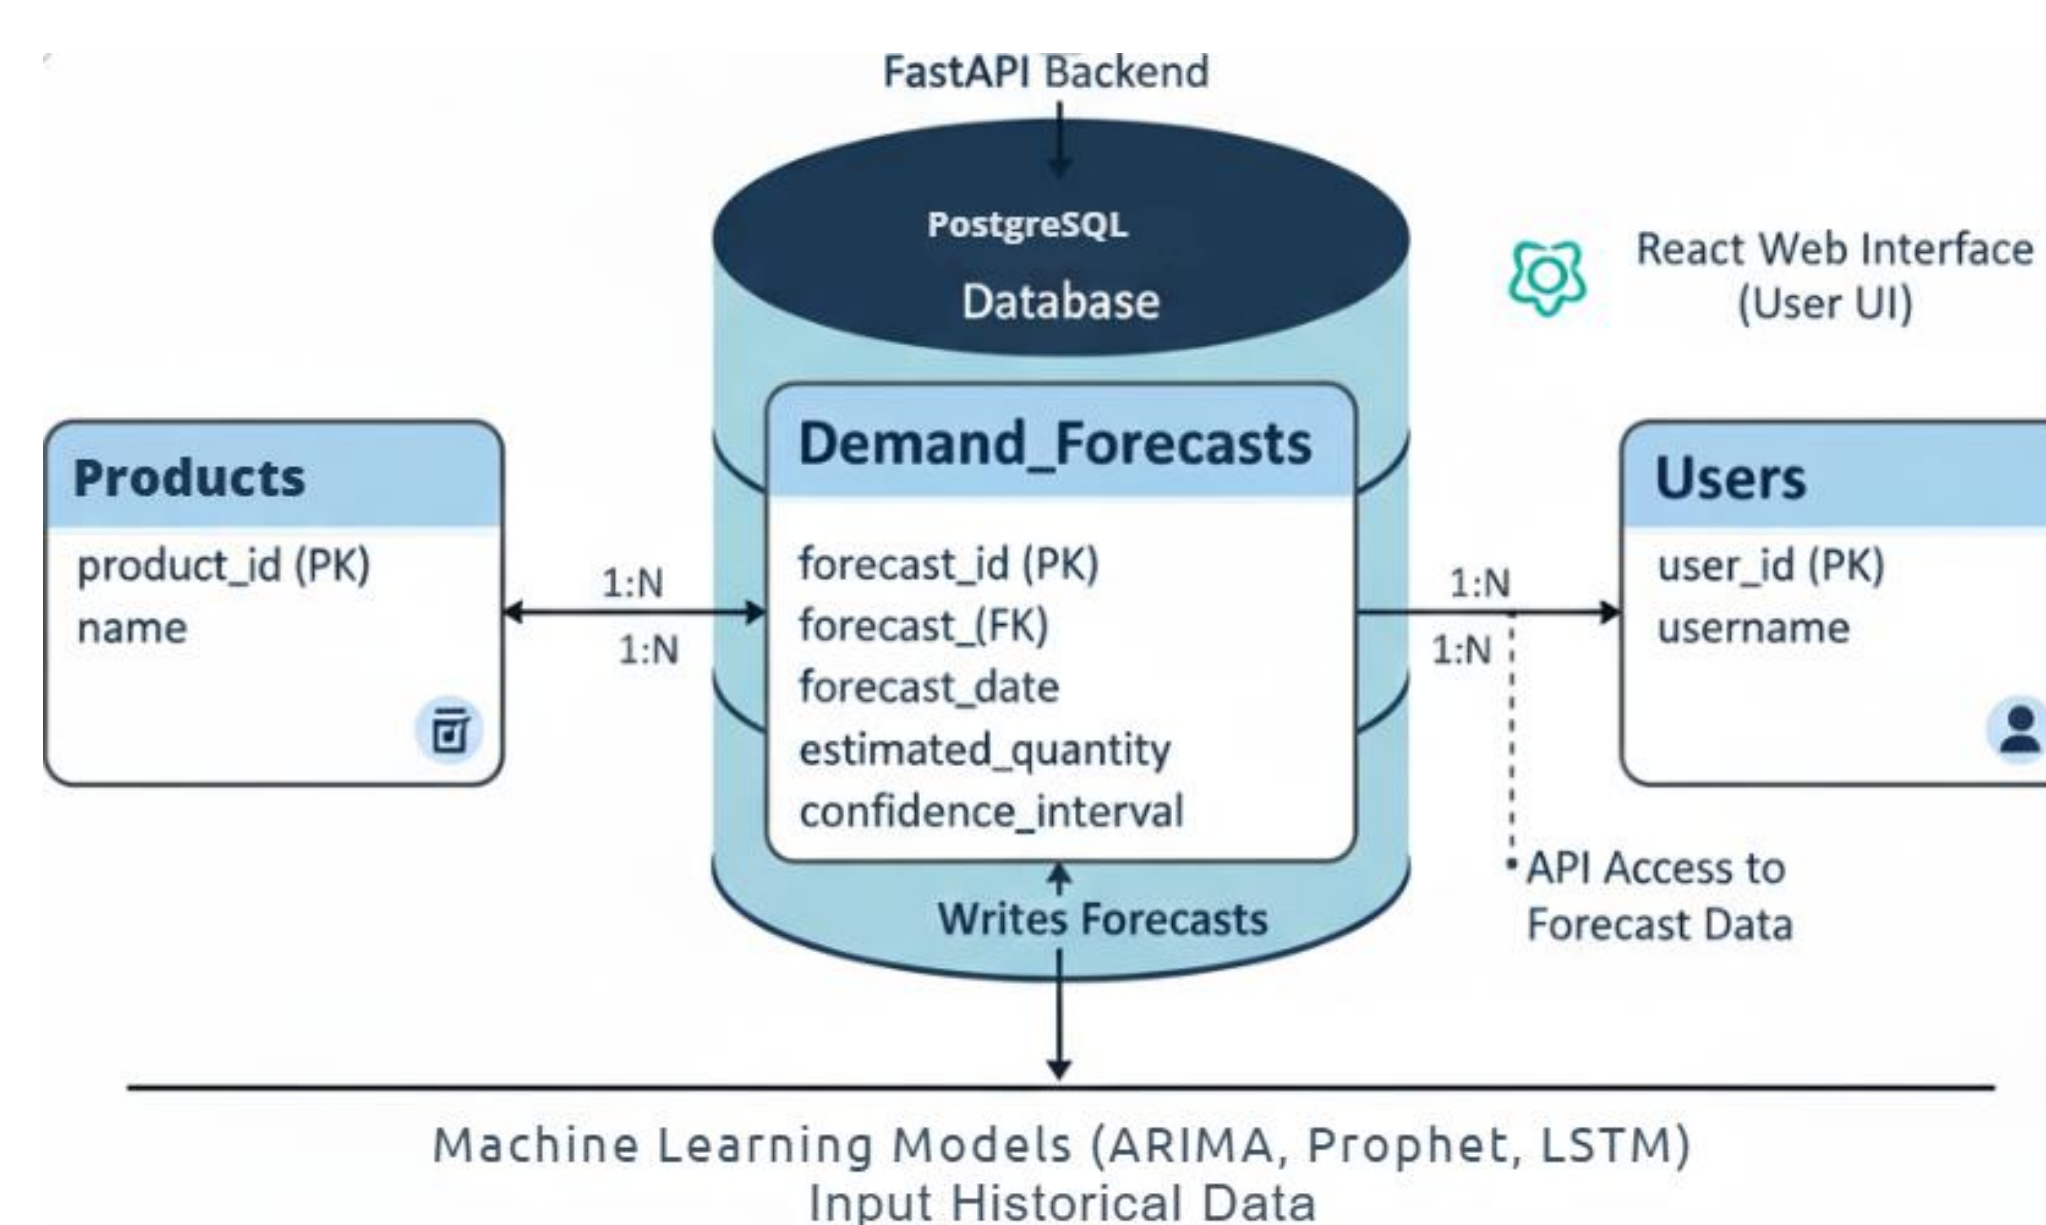 FastAPI Backend
PostgreSQL
Database
React Web Interface
(User UI)
Products
product_id (PK)
name
1:N
1:N
Demand_Forecasts
forecast_id (PK)
forecast_(FK)
forecast_date
estimated_quantity
confidence_interval
1:N
1:N
Users
user_id (PK)
username
API Access to
Forecast Data
Writes Forecasts
Machine Learning Models (ARIMA, Prophet, LSTM)
Input Historical Data